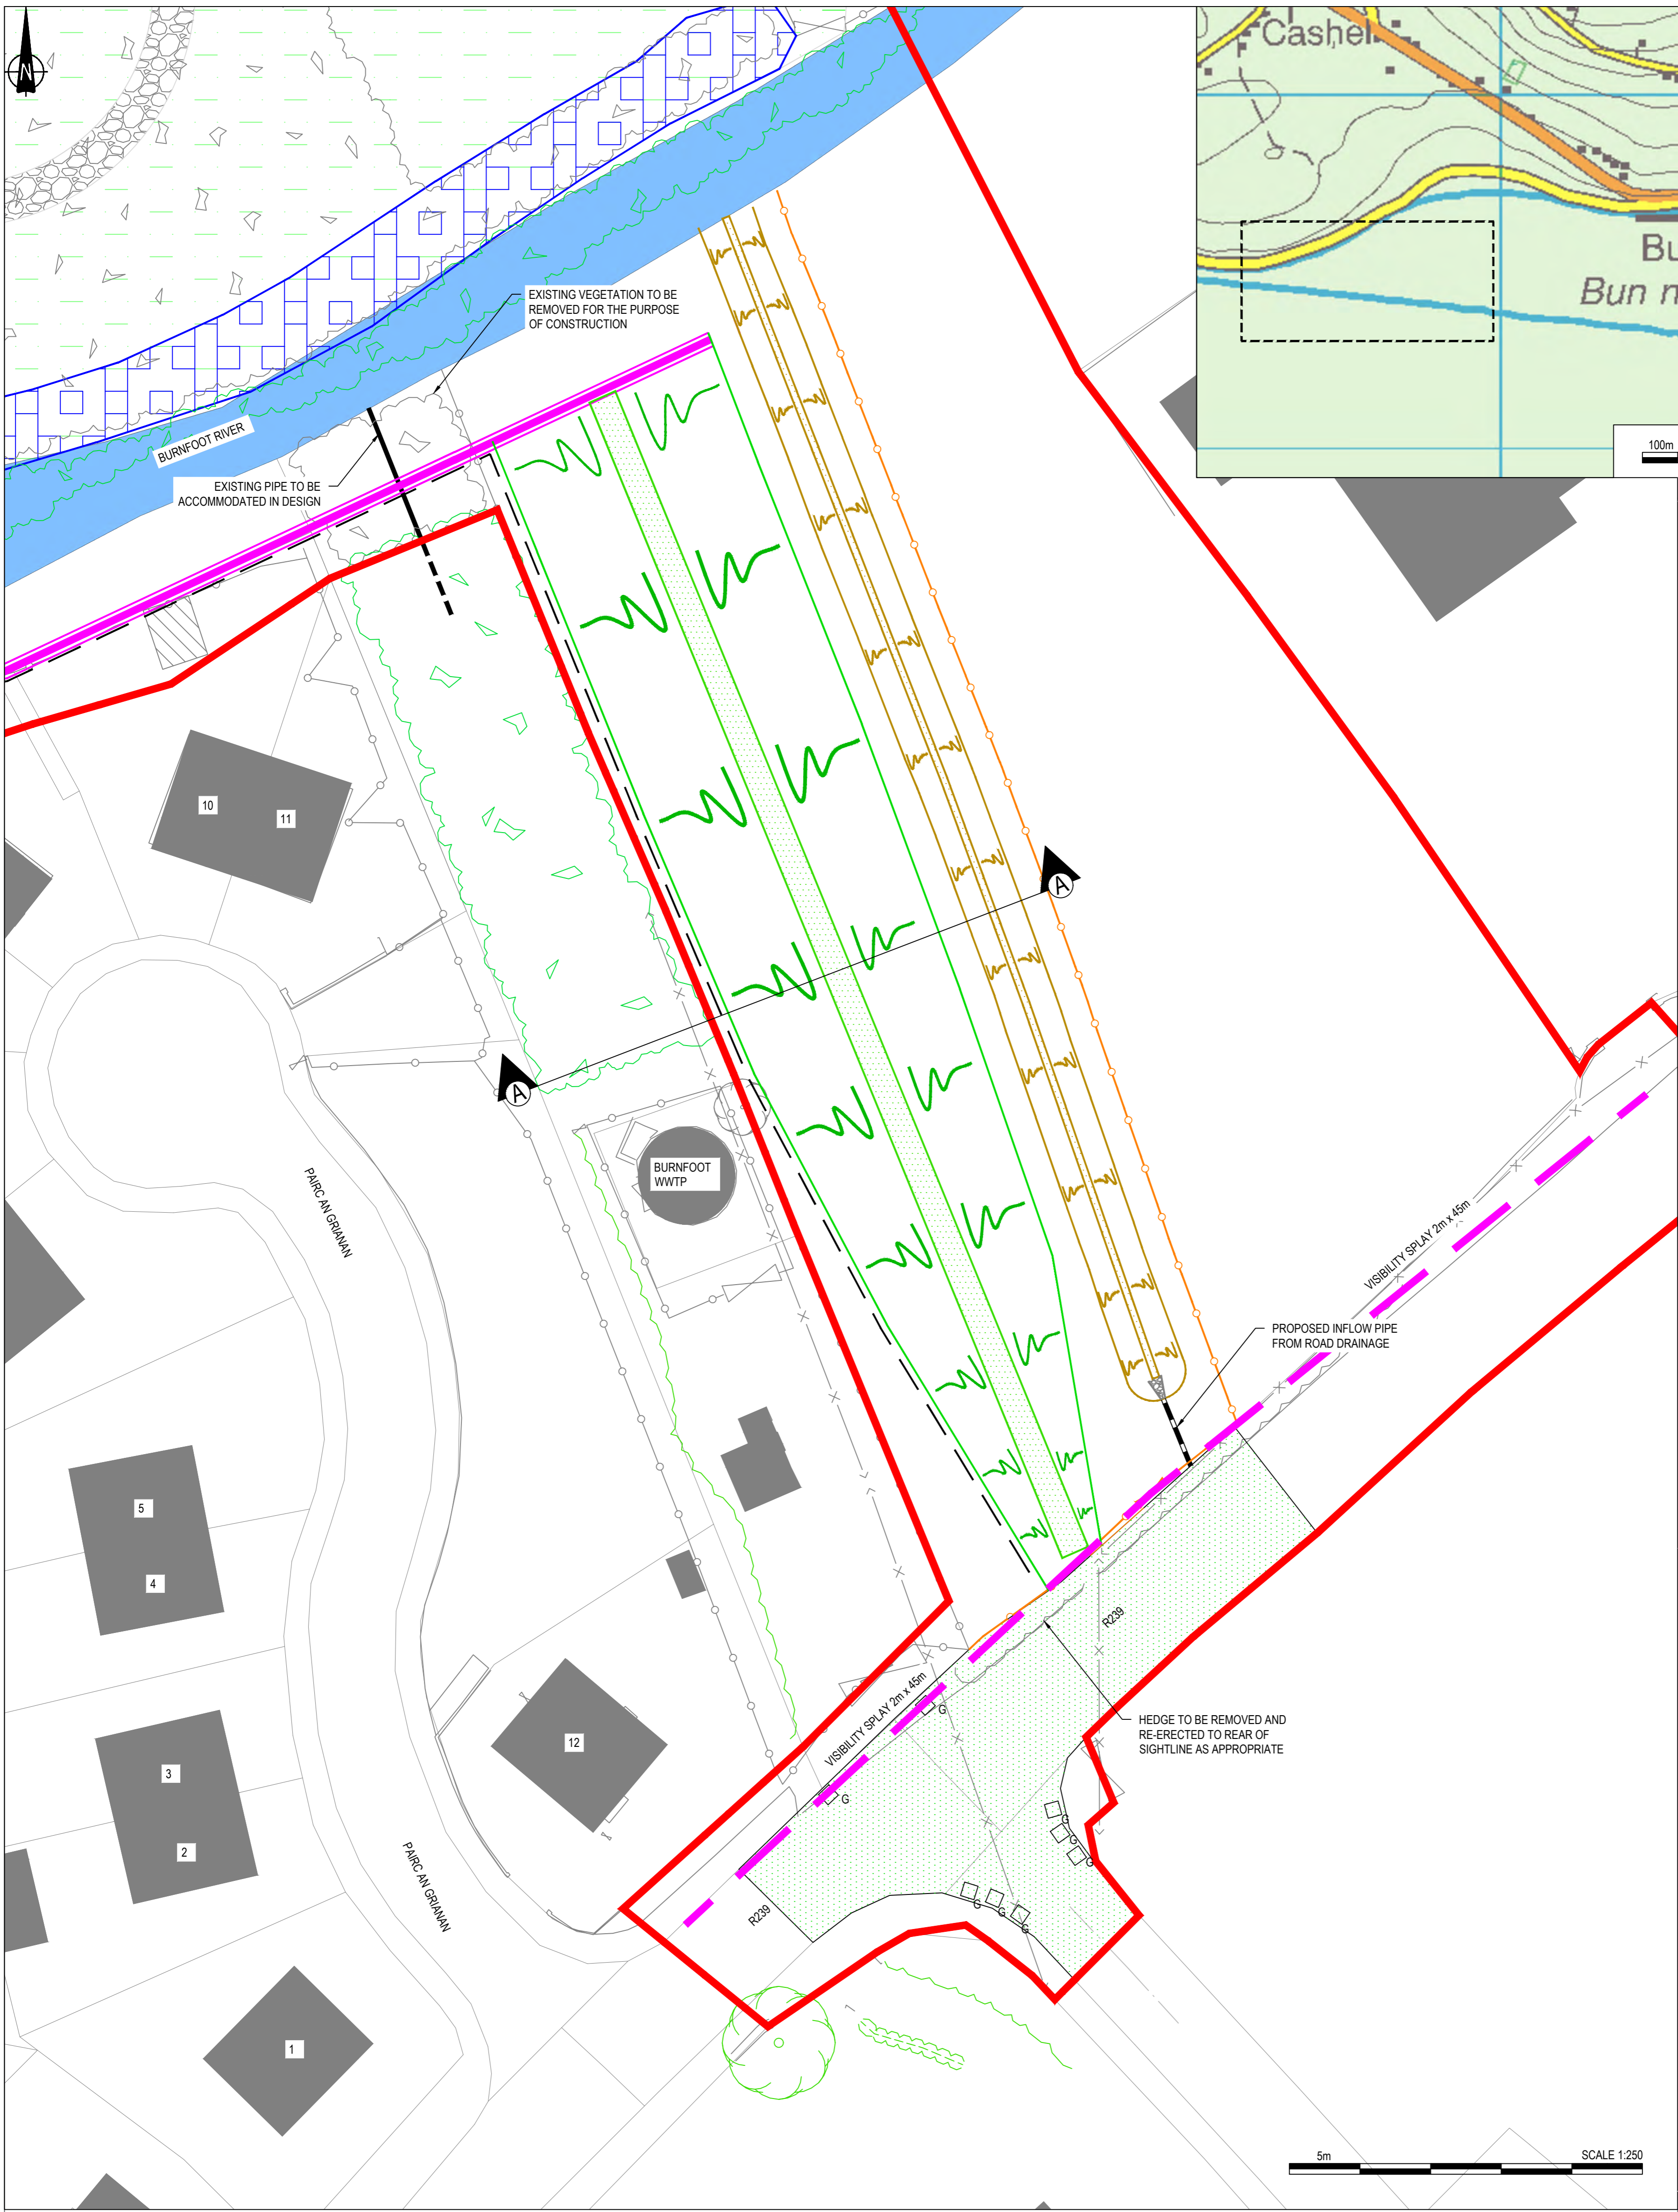 N
Cashel
Bu
Bun n
100m
EXISTING VEGETATION TO BE
REMOVED FOR THE PURPOSE
OF CONSTRUCTION
BURNFOOT RIVER
EXISTING PIPE TO BE
ACCOMMODATED IN DESIGN
10
11
A
A
BURNFOOT
WWTP
PAIRC AN GRIANAN
VISIBILITY SPLAY 2m x 45m
PROPOSED INFLOW PIPE
FROM ROAD DRAINAGE
5
4
R239
12
VISIBILITY SPLAY 2m x 45m
G
HEDGE TO BE REMOVED AND
RE-ERECTED TO REAR OF
SIGHTLINE AS APPROPRIATE
3
G
2
G
G
G
PAIRC AN GRIANAN
R239
G
G
G
1
5m
SCALE 1:250